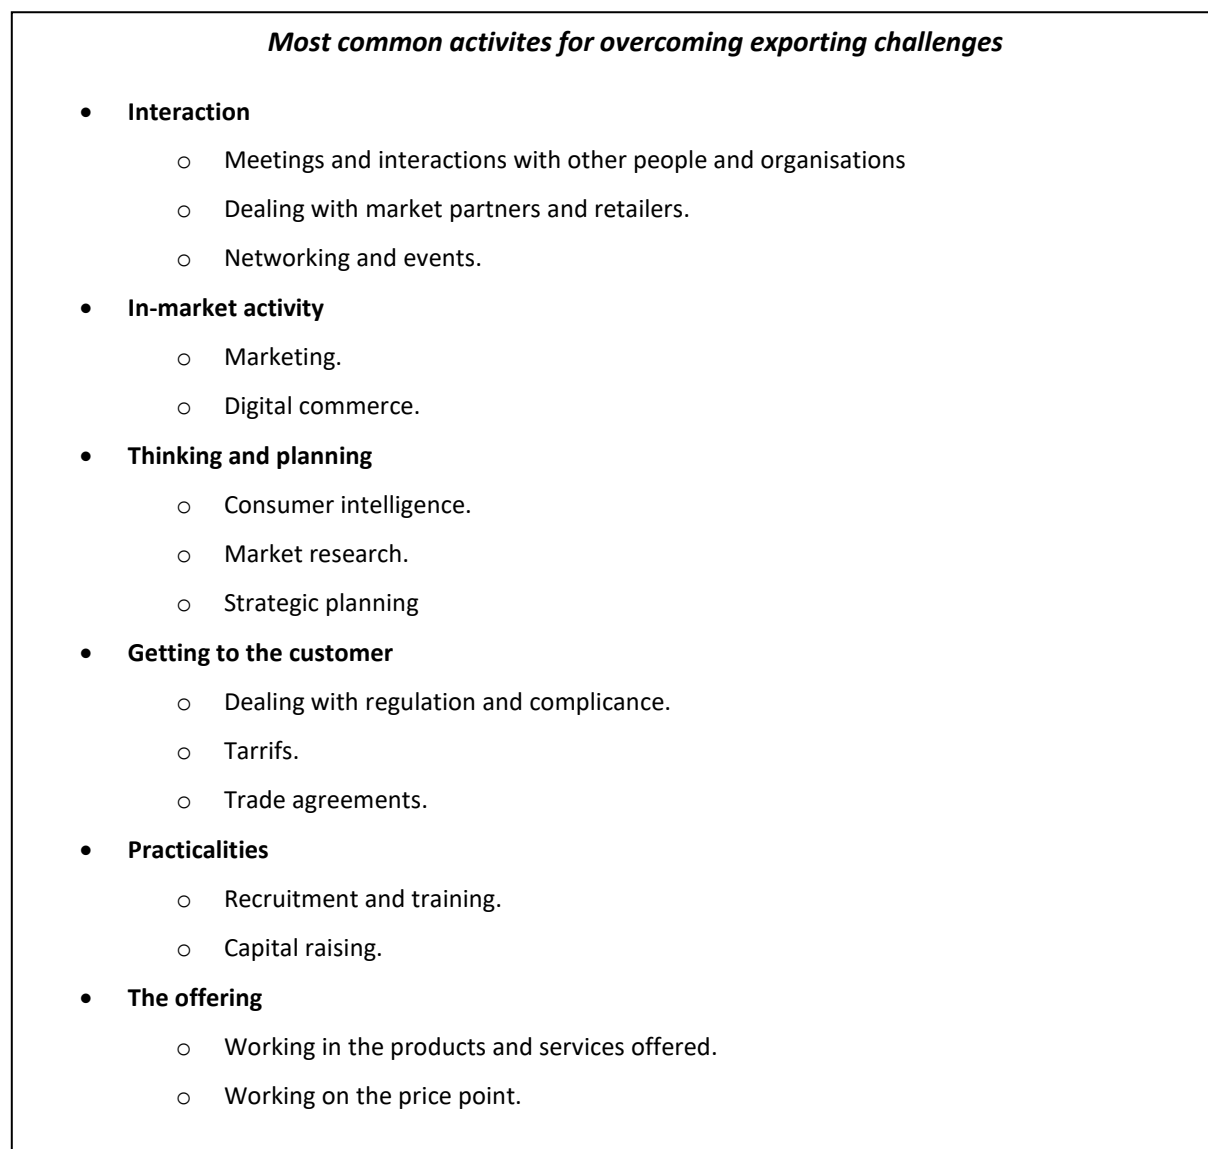 Most common activites for overcoming exporting challenges
• Interaction
o Meetings and interactions with other people and organisations
o Dealing with market partners and retailers.
o Networking and events.
• In-market activity
o Marketing.
o Digital commerce.
• Thinking and planning
o Consumer intelligence.
o Market research.
o Strategic planning
• Getting to the customer
o Dealing with regulation and complicance.
o Tarrifs.
o Trade agreements.
• Practicalities
o Recruitment and training.
o Capital raising.
• The offering
o Working in the products and services offered.
o Working on the price point.